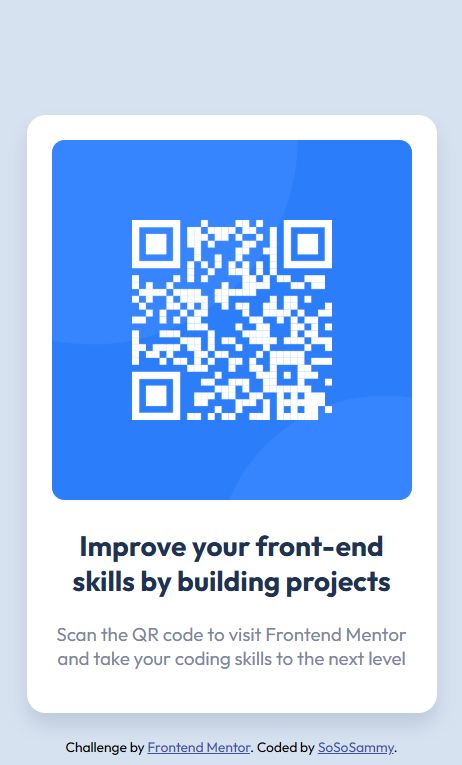 Improve your front-end
skills by building projects
Scan the QR code to visit Frontend Mentor
and take your coding skills to the next level
Challenge by Frontend Mentor. Coded by SoSoSammy.